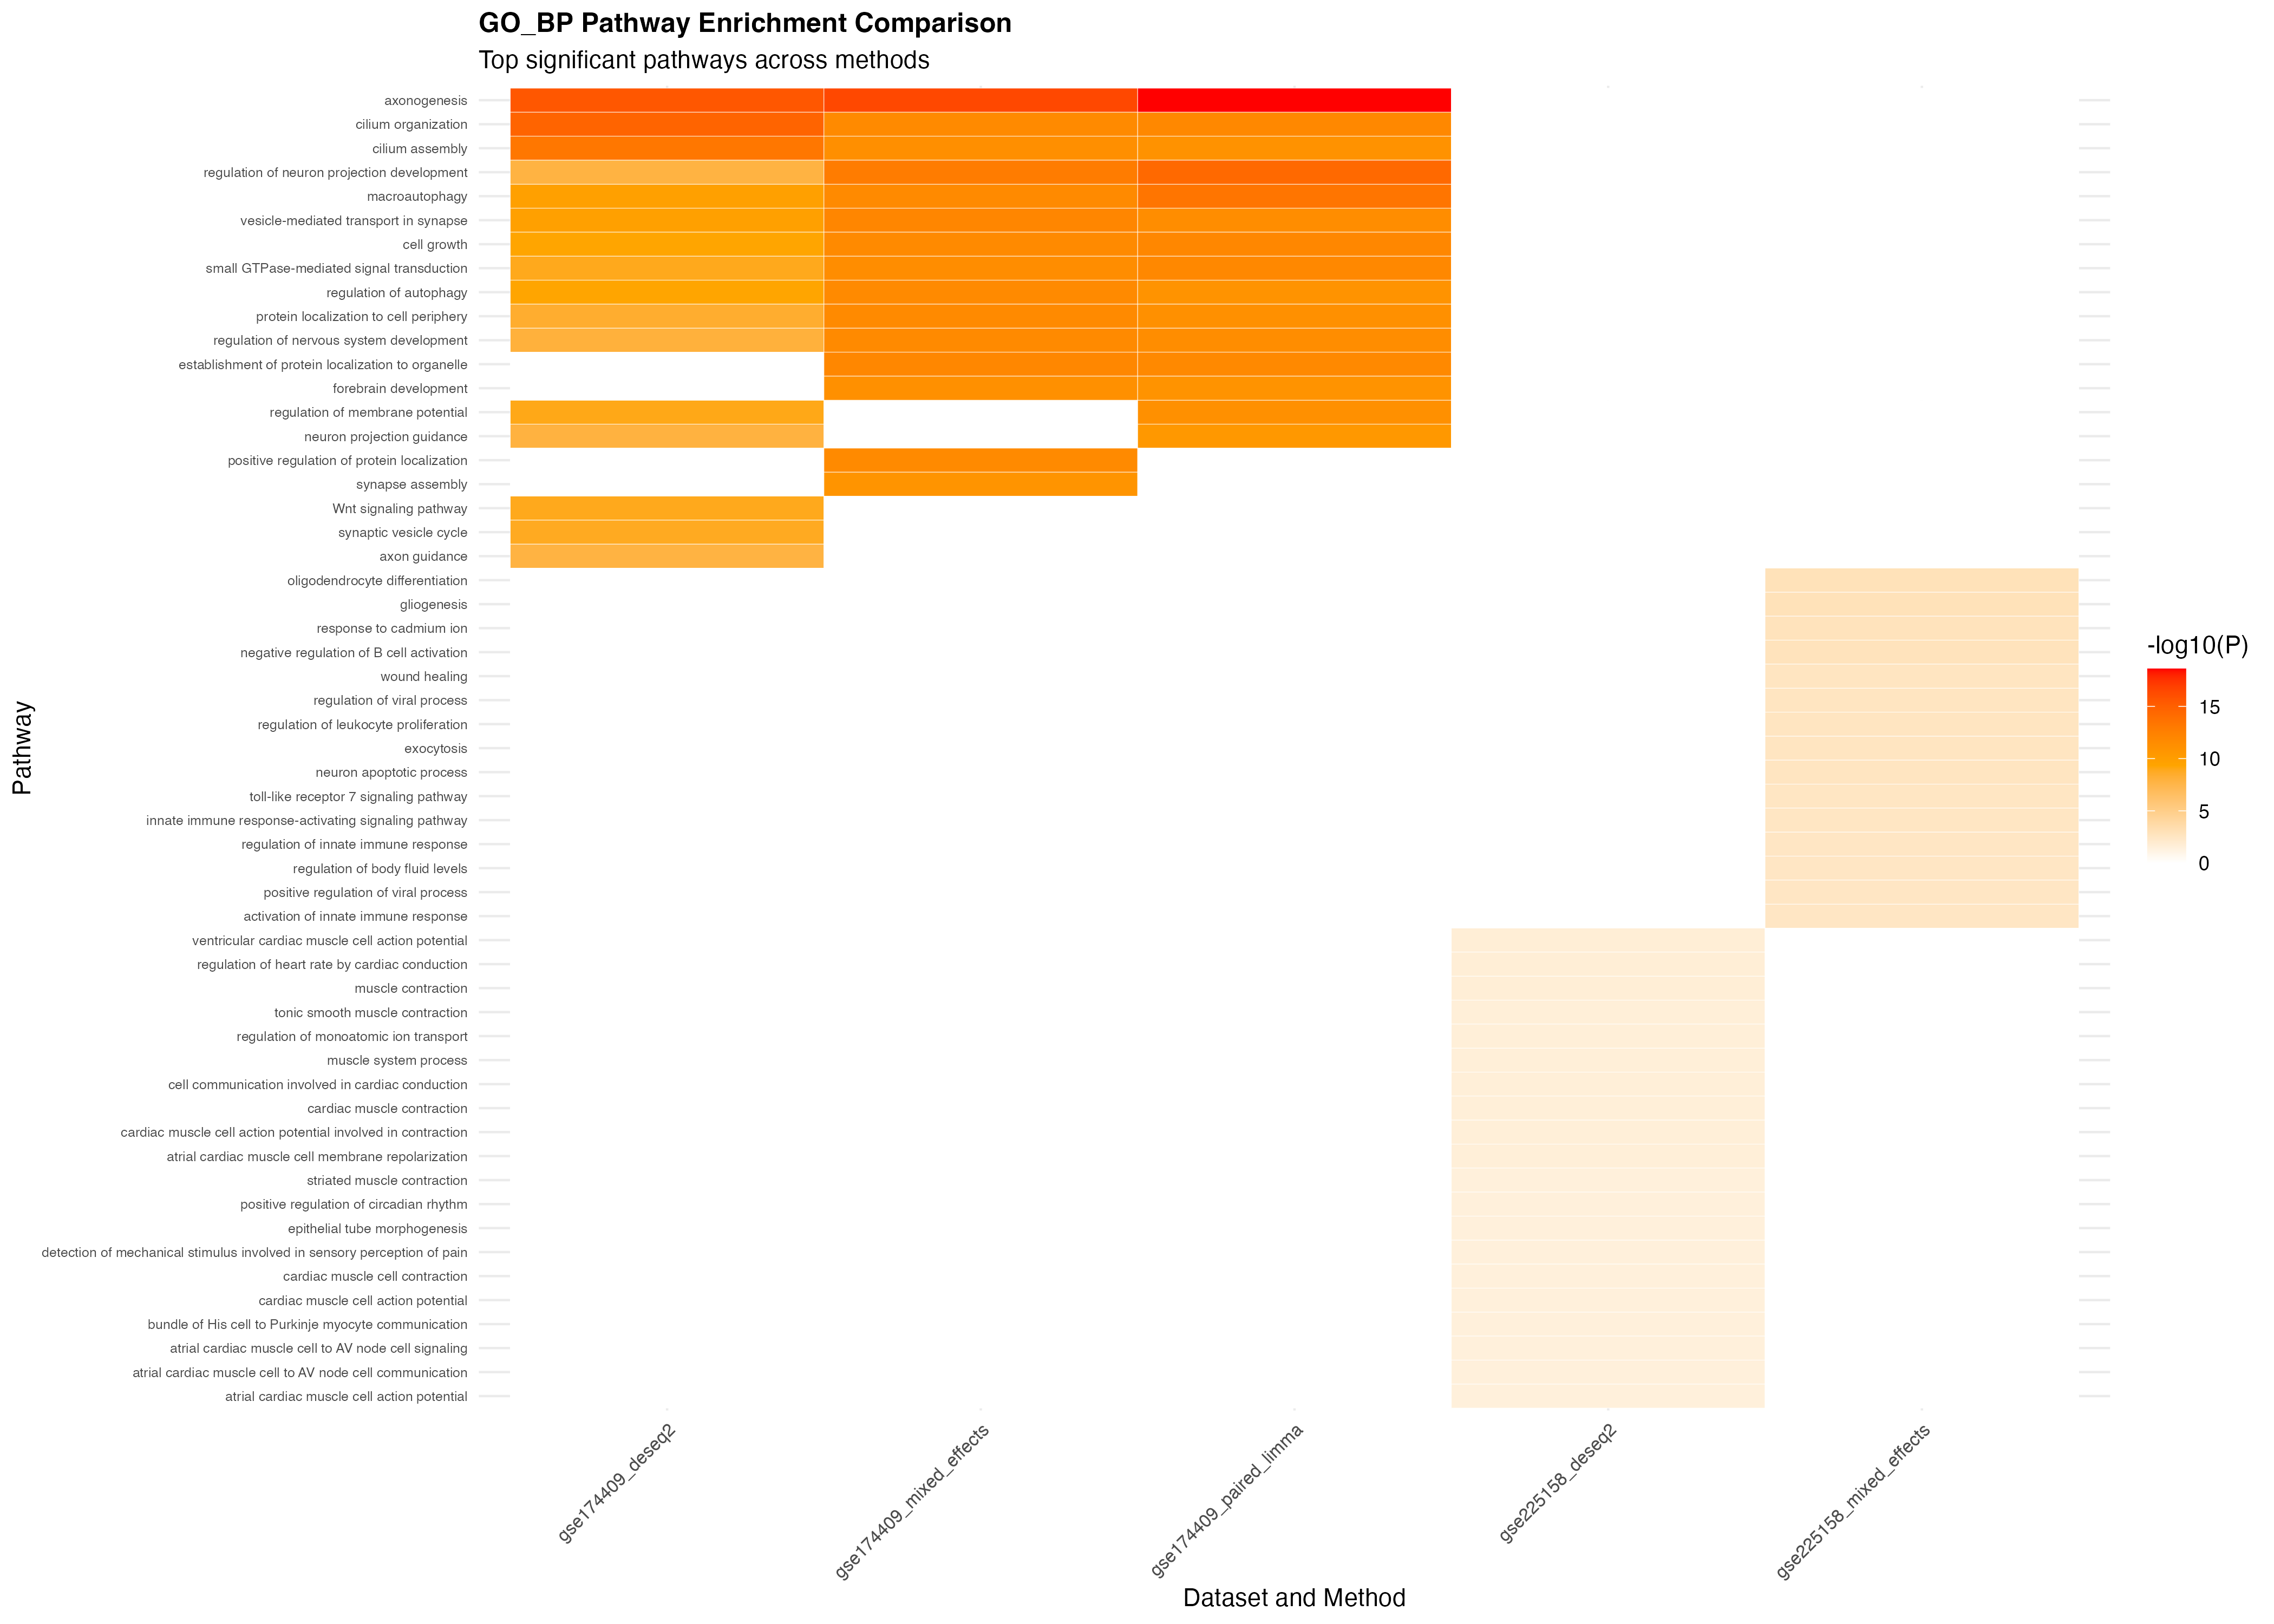 GO_BP Pathway Enrichment Comparison
Top significant pathways across methods
Pathway
axonogenesis
cilium organization
cilium assembly
regulation of neuron projection development
macroautophagy
vesicle-mediated transport in synapse
cell growth
small GTPase-mediated signal transduction
regulation of autophagy
protein localization to cell periphery
regulation of nervous system development
establishment of protein localization to organelle
forebrain development
regulation of membrane potential
neuron projection guidance
positive regulation of protein localization
synapse assembly
Wnt signaling pathway
synaptic vesicle cycle
axon guidance
oligodendrocyte differentiation
gliogenesis
response to cadmium ion
negative regulation of B cell activation
wound healing
regulation of viral process
regulation of leukocyte proliferation
exocytosis
neuron apoptotic process
toll-like receptor 7 signaling pathway
innate immune response-activating signaling pathway
regulation of innate immune response
regulation of body fluid levels
positive regulation of viral process
activation of innate immune response
ventricular cardiac muscle cell action potential
regulation of heart rate by cardiac conduction
muscle contraction
tonic smooth muscle contraction
regulation of monoatomic ion transport
muscle system process
cell communication involved in cardiac conduction
cardiac muscle contraction
cardiac muscle cell action potential involved in contraction
atrial cardiac muscle cell membrane repolarization
striated muscle contraction
positive regulation of circadian rhythm
epithelial tube morphogenesis
detection of mechanical stimulus involved in sensory perception of pain
cardiac muscle cell contraction
cardiac muscle cell action potential
bundle of His cell to Purkinje myocyte communication
atrial cardiac muscle cell to AV node cell signaling
atrial cardiac muscle cell to AV node cell communication
atrial cardiac muscle cell action potential
gse174409_deseq2
gse174409_mixed_effects
gse174409_paired_limma
gse225158_deseq2
gse225158_mixed_effects
Dataset and Method
-log10(P)
15
10
5
0